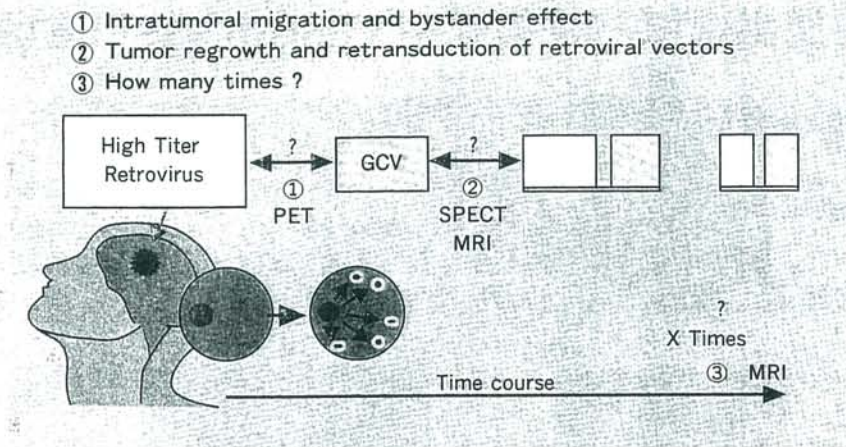 ① Intratumoral migration and bystander effect
② Tumor regrowth and retransduction of retroviral vectors
③ How many times ?
High Titer
Retrovirus
?
①
PET
GCV
?
②
SPECT
MRI
?
X Times
③ MRI
Time course